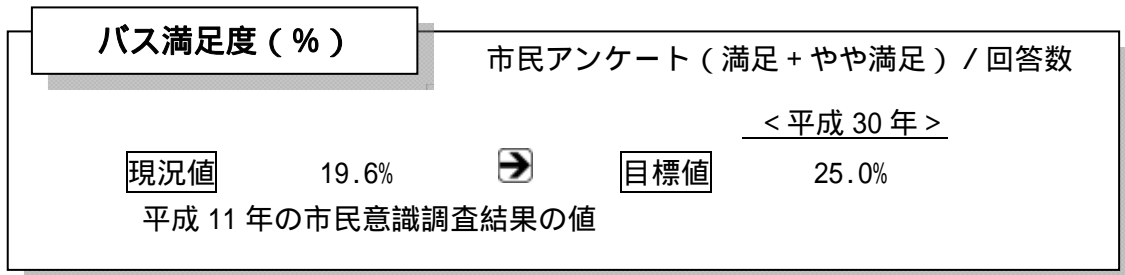 バス満足度（％）
市民アンケート（満足＋やや満足）／回答数
＜平成 30 年＞
現況値 19.6% → 目標値 25.0%
平成 11 年の市民意識調査結果の値